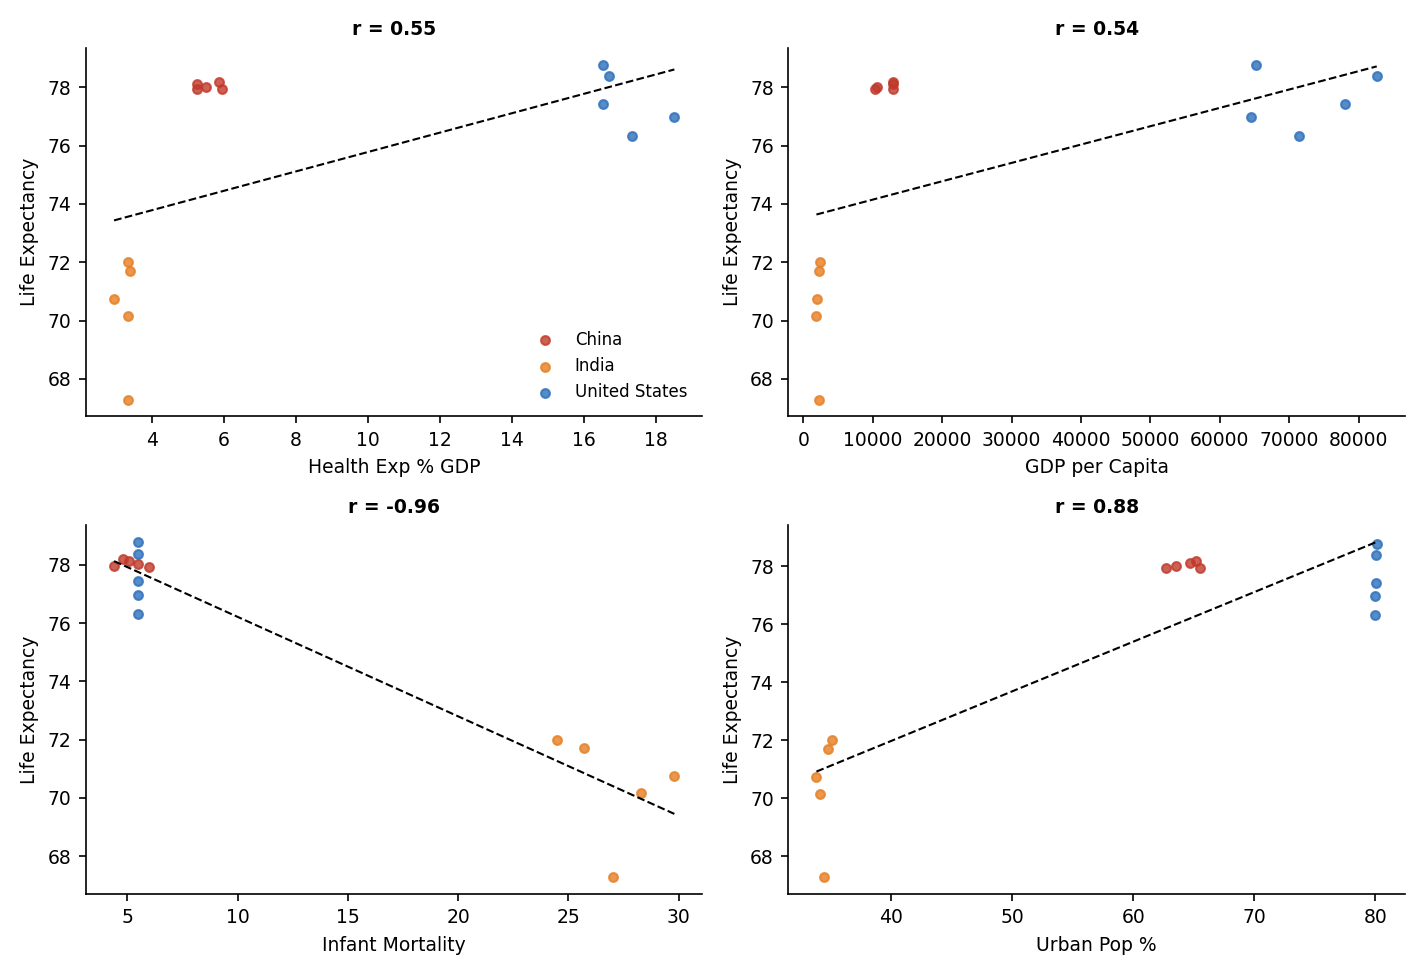 r = 0.55
Life Expectancy
78
76
74
72
70
68
4 6 8 10 12 14 16 18
Health Exp % GDP
China
India
United States
r = 0.54
Life Expectancy
78
76
74
72
70
68
0 10000 20000 30000 40000 50000 60000 70000 80000
GDP per Capita
r = -0.96
Life Expectancy
78
76
74
72
70
68
5 10 15 20 25 30
Infant Mortality
r = 0.88
Life Expectancy
78
76
74
72
70
68
40 50 60 70 80
Urban Pop %